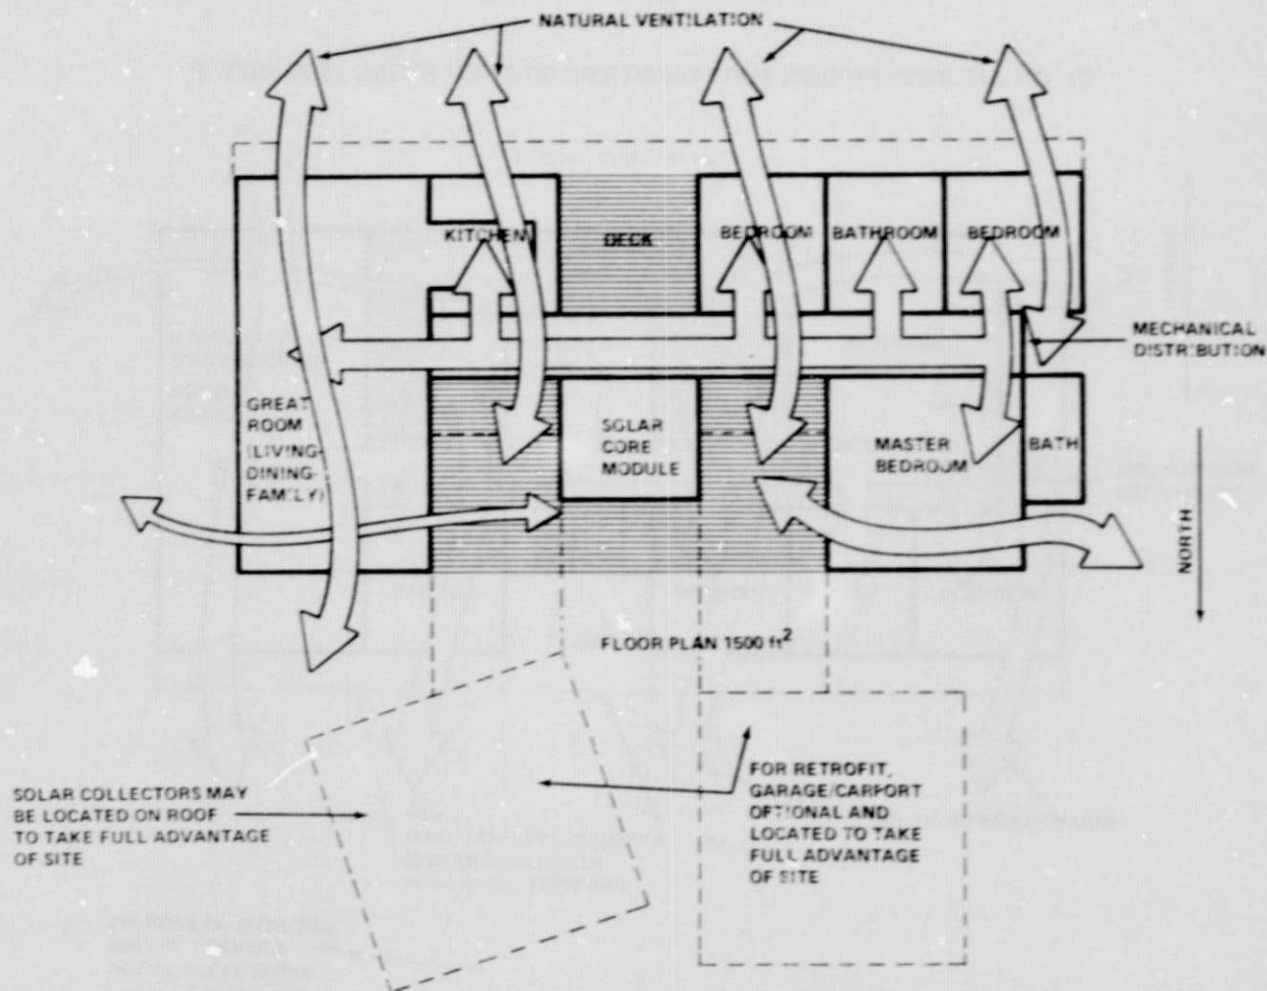 NATURAL VENTILATION
KITCHEN
DECK
BEDROOM
BATHROOM
BEDROOM
MECHANICAL
DISTRIBUTION
GREAT
ROOM
(LIVING-
DINING-
FAMILY)
SOLAR
CORE
MODULE
MASTER
BEDROOM
BATH
NORTH
FLOOR PLAN 1500 ft²
SOLAR COLLECTORS MAY
BE LOCATED ON ROOF
TO TAKE FULL ADVANTAGE
OF SITE
FOR RETROFIT,
GARAGE/CARPORT
OPTIONAL AND
LOCATED TO TAKE
FULL ADVANTAGE
OF SITE